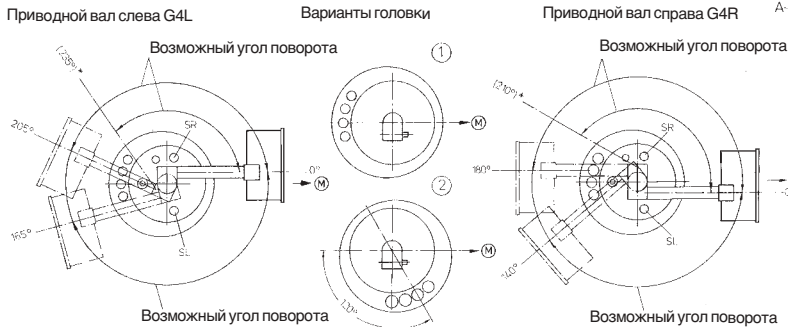 Приводной вал слева G4L
Варианты головки
Приводной вал справа G4R
A-
Возможный угол поворота
1
Возможный угол поворота
(225°)*
(210°)*
205°
SR
M
SR
180°
0°
M
2
165°
SL
M
140°
SL
120°
Возможный угол поворота
Возможный угол поворота